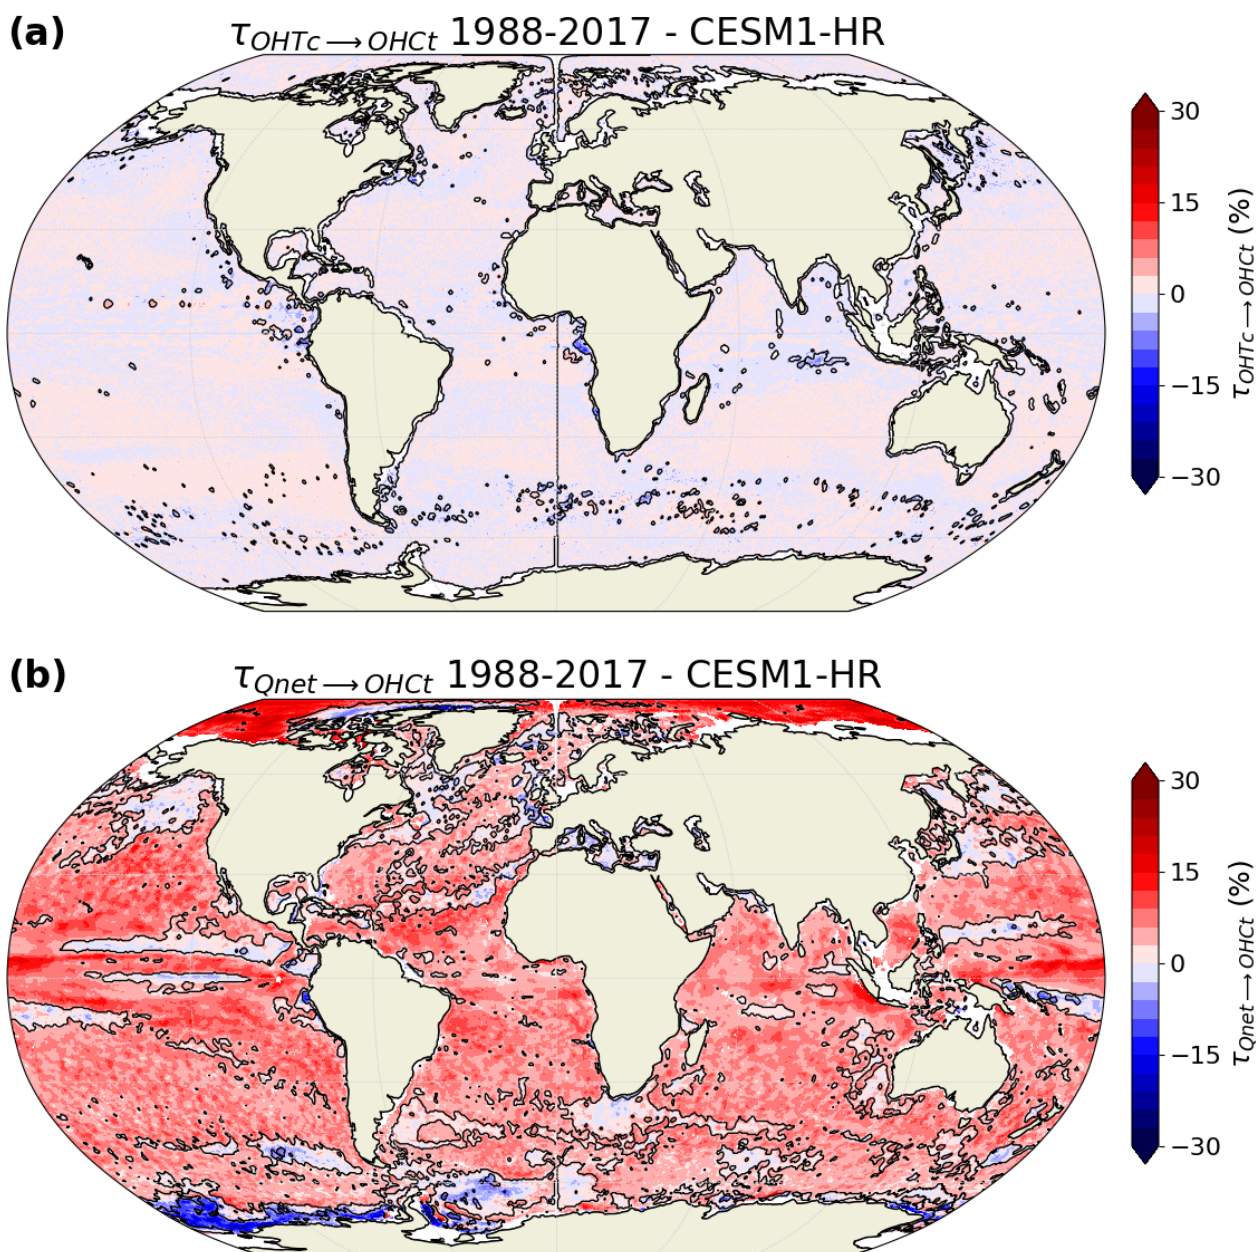 (a)
τOHTc→OHCt 1988-2017 - CESM1-HR
30
15
0
−15
−30
τOHTc→OHCt (%)
(b)
τQnet→OHCt 1988-2017 - CESM1-HR
30
15
0
−15
−30
τQnet→OHCt (%)